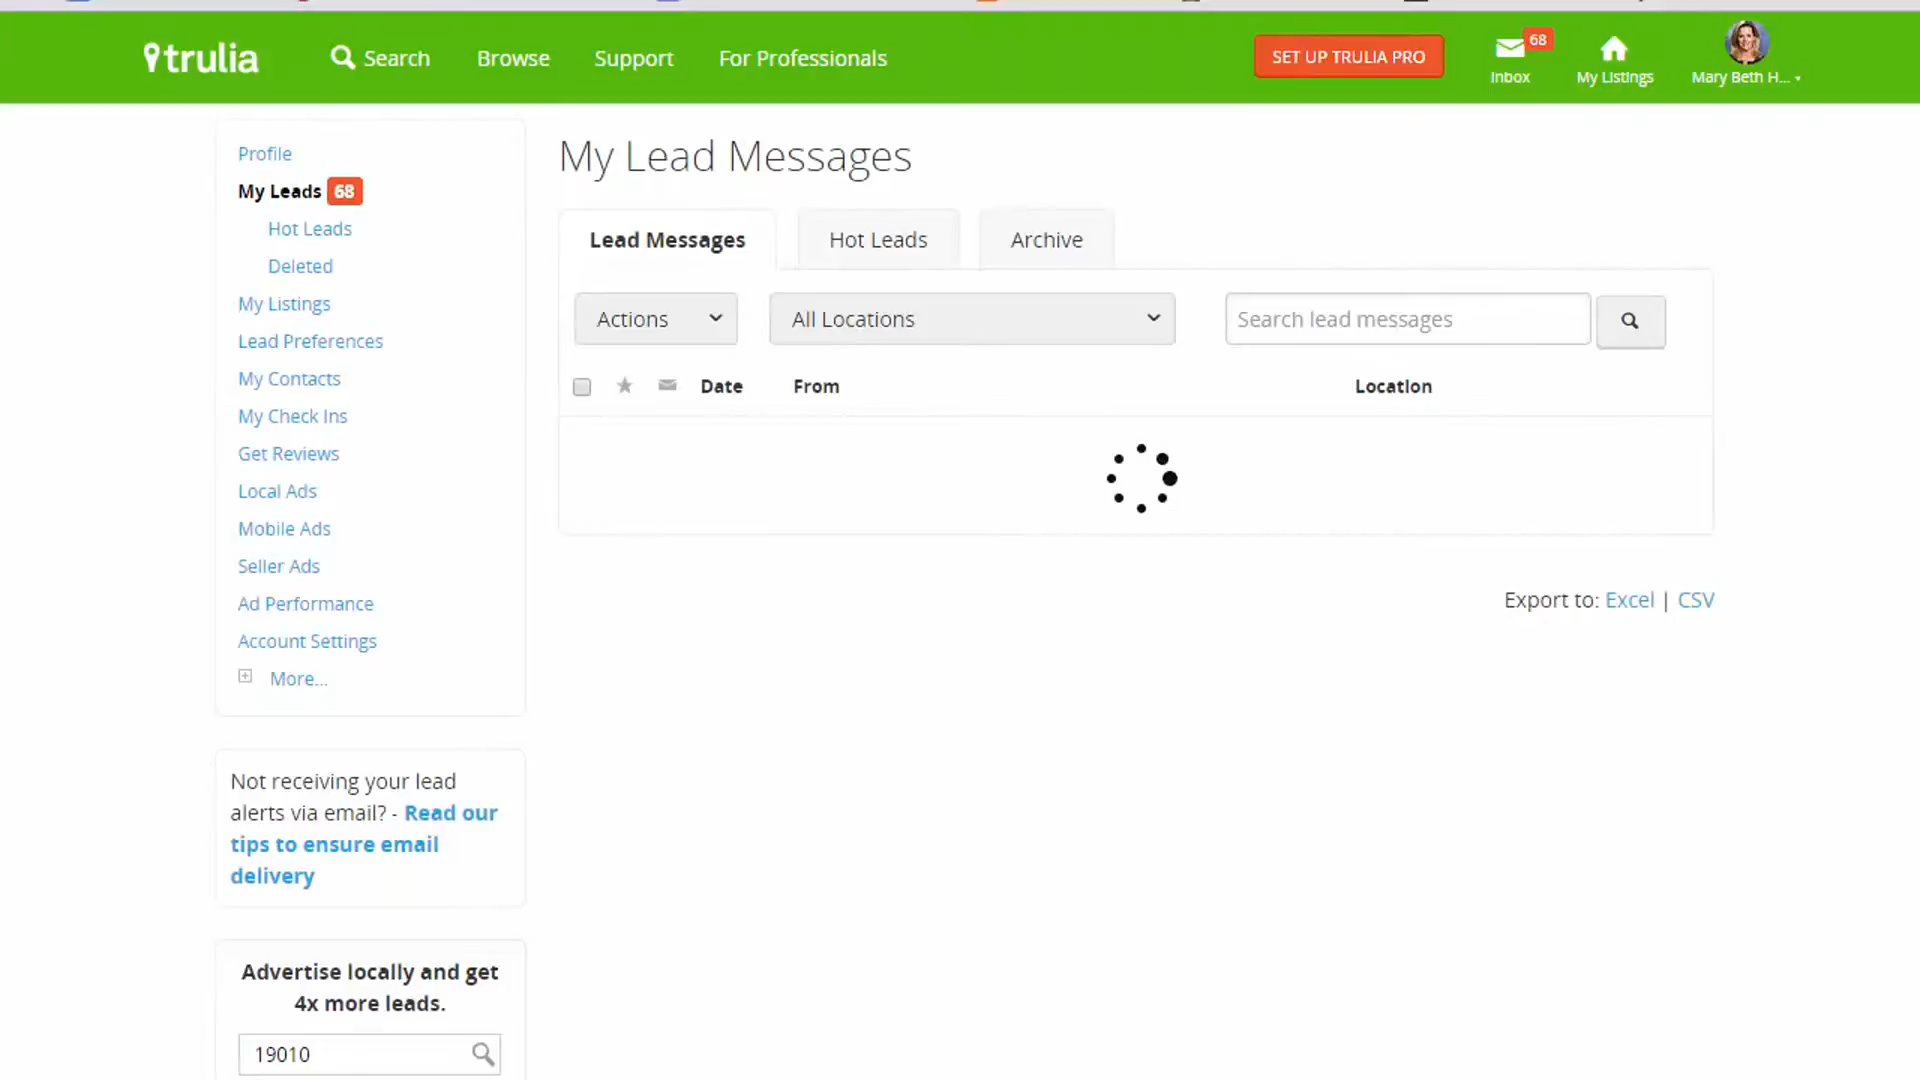 trulia
Search Browse Support For Professionals
SET UP TRULIA PRO
68
Inbox
My Listings
Mary Beth H...
Profile
My Leads 68
Hot Leads
Deleted
My Listings
Lead Preferences
My Contacts
My Check Ins
Get Reviews
Local Ads
Mobile Ads
Seller Ads
Ad Performance
Account Settings
More...
Not receiving your lead
alerts via email? - Read our
tips to ensure email
delivery
Advertise locally and get
4x more leads.
19010
My Lead Messages
Lead Messages Hot Leads Archive
Actions All Locations Search lead messages
Date From Location
Export to: Excel | CSV